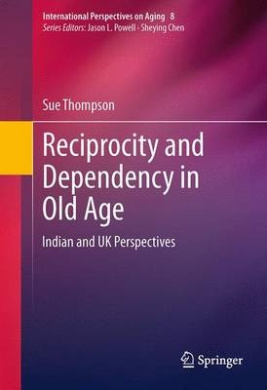 International Perspectives on Aging 8
Series Editors: Jason L. Powell · Sheying Chen
Sue Thompson
Reciprocity and
Dependency in
Old Age
Indian and UK Perspectives
Springer